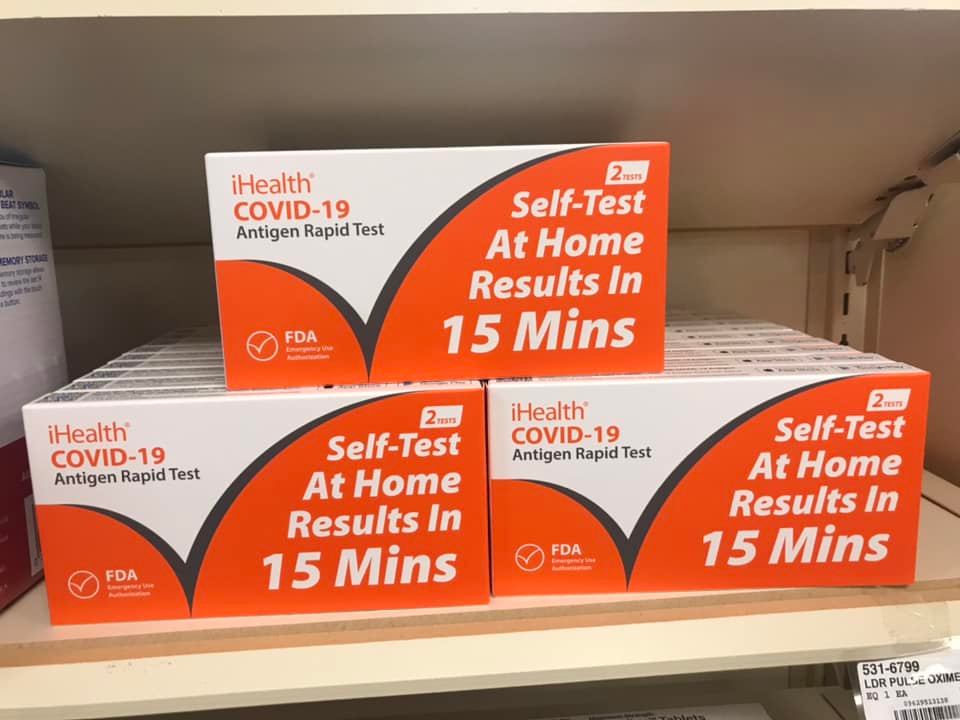 iHealth®
COVID-19
Antigen Rapid Test
2 TESTS
Self-Test
At Home
Results In
15 Mins
FDA
Emergency Use
Authorization
iHealth®
COVID-19
Antigen Rapid Test
2 TESTS
Self-Test
At Home
Results In
15 Mins
FDA
Emergency Use
Authorization
iHealth®
COVID-19
Antigen Rapid Test
2 TESTS
Self-Test
At Home
Results In
15 Mins
FDA
Emergency Use
Authorization
BEAT SYMBOL
MEMORY STORAGE
531-6799
LDR PULSE OXIME
EQ 1 EA
Tablets